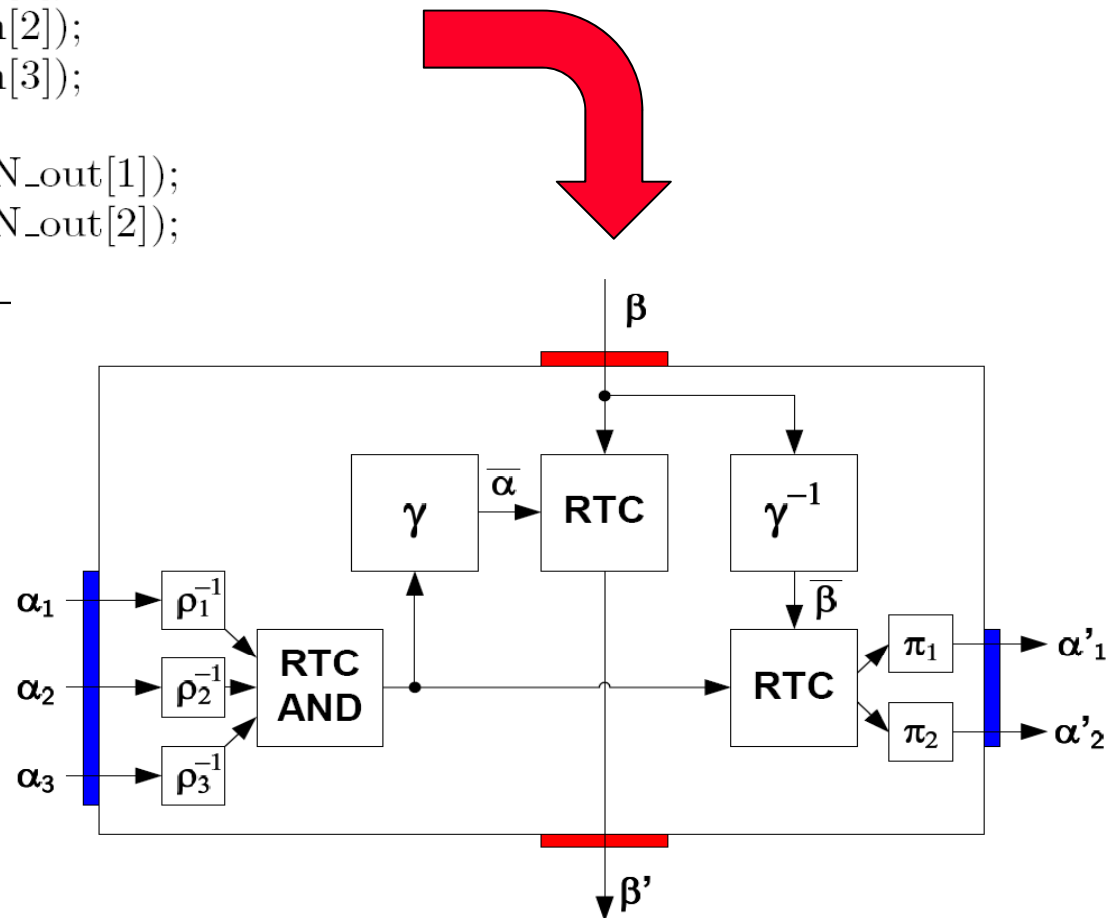 n[2]);
n[3]);
N_out[1]);
N_out[2]);
β
γ
α̅
RTC
γ⁻¹
β̅
α₁
ρ₁⁻¹
α₂
ρ₂⁻¹
α₃
ρ₃⁻¹
RTC
AND
RTC
π₁
α'₁
π₂
α'₂
β'